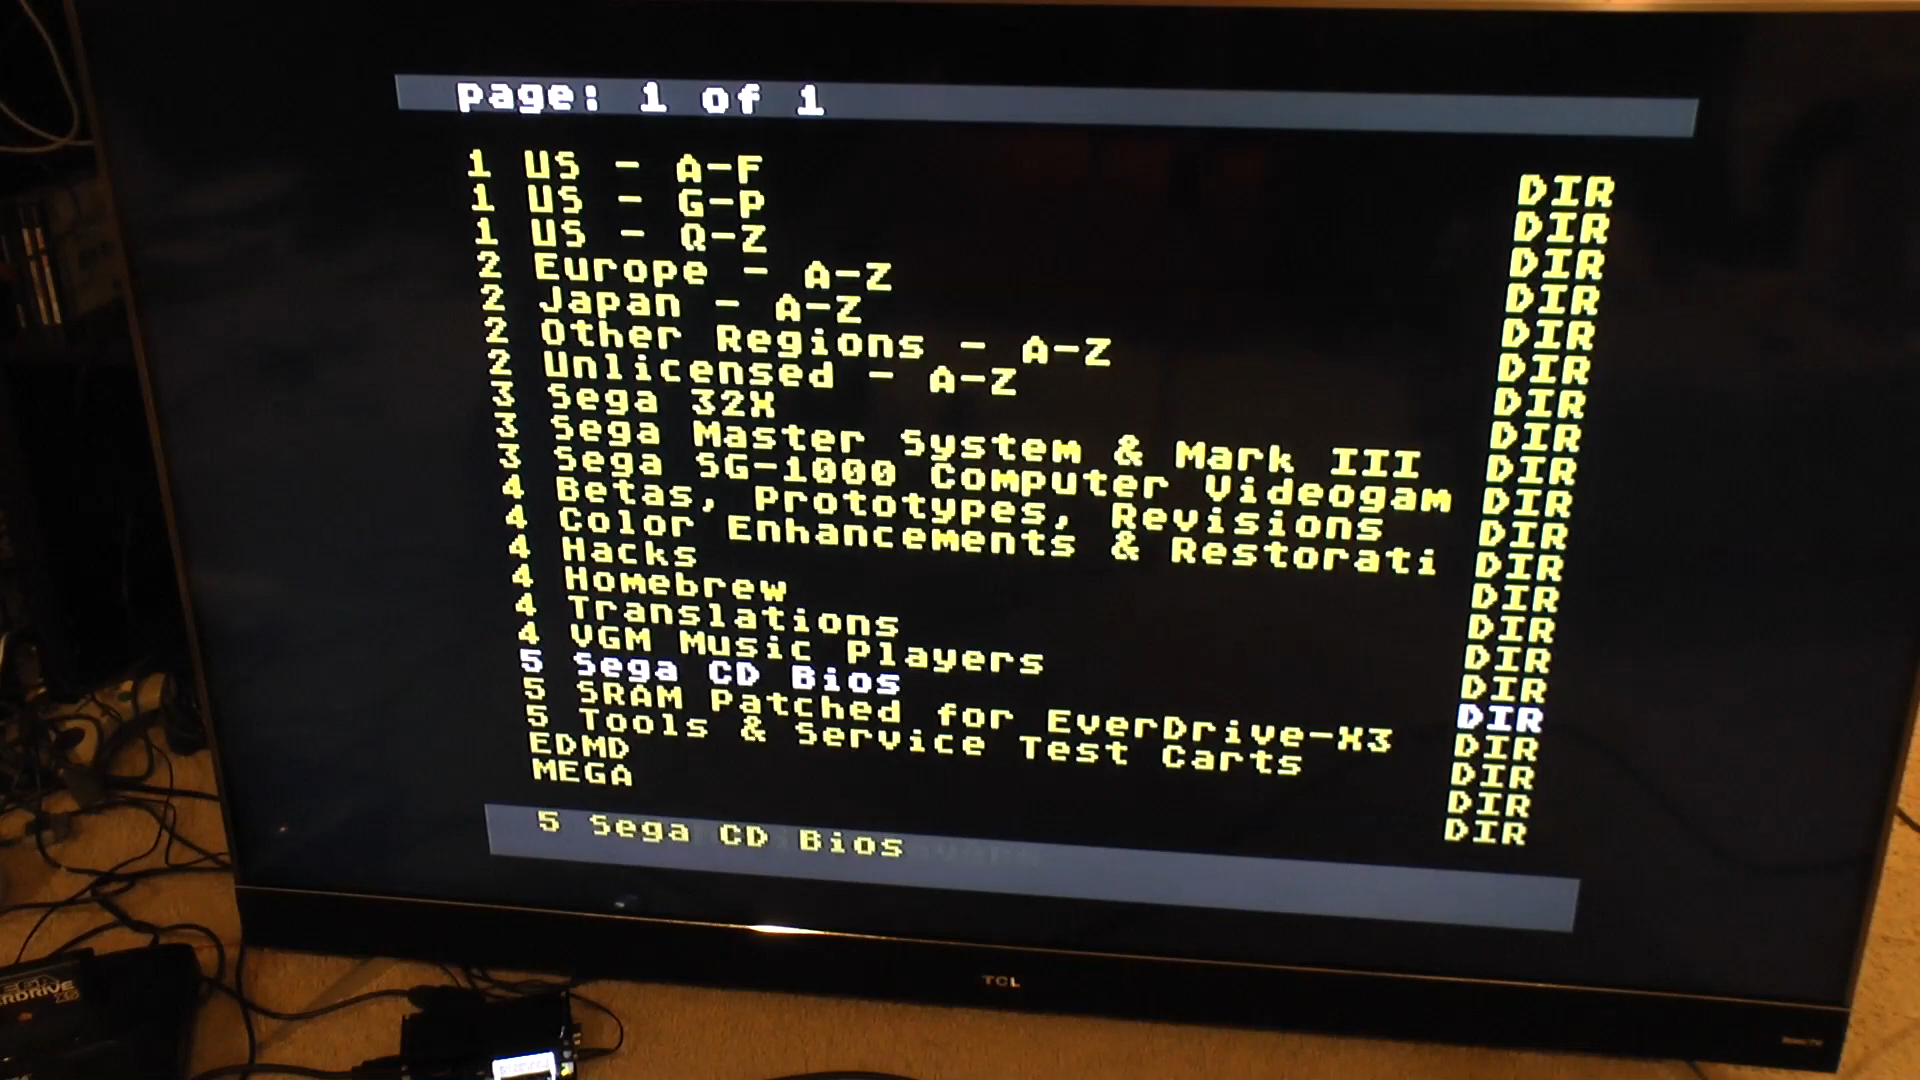 page: 1 of 1
1 US - A-F DIR
1 US - G-P DIR
1 US - Q-Z DIR
2 Europe - A-Z DIR
2 Japan - A-Z DIR
2 Other Regions - A-Z DIR
2 Unlicensed - A-Z DIR
3 Sega 32X DIR
3 Sega Master System & Mark III DIR
3 Sega SG-1000 Computer Videogam DIR
4 Betas, Prototypes, Revisions DIR
4 Color Enhancements & Restorati DIR
4 Hacks DIR
4 Homebrew DIR
4 Translations DIR
4 VGM Music Players DIR
5 Sega CD Bios DIR
5 SRAM Patched for EverDrive-X3 DIR
5 Tools & Service Test Carts DIR
EDMD DIR
MEGA DIR
5 Sega CD Bios
TCL